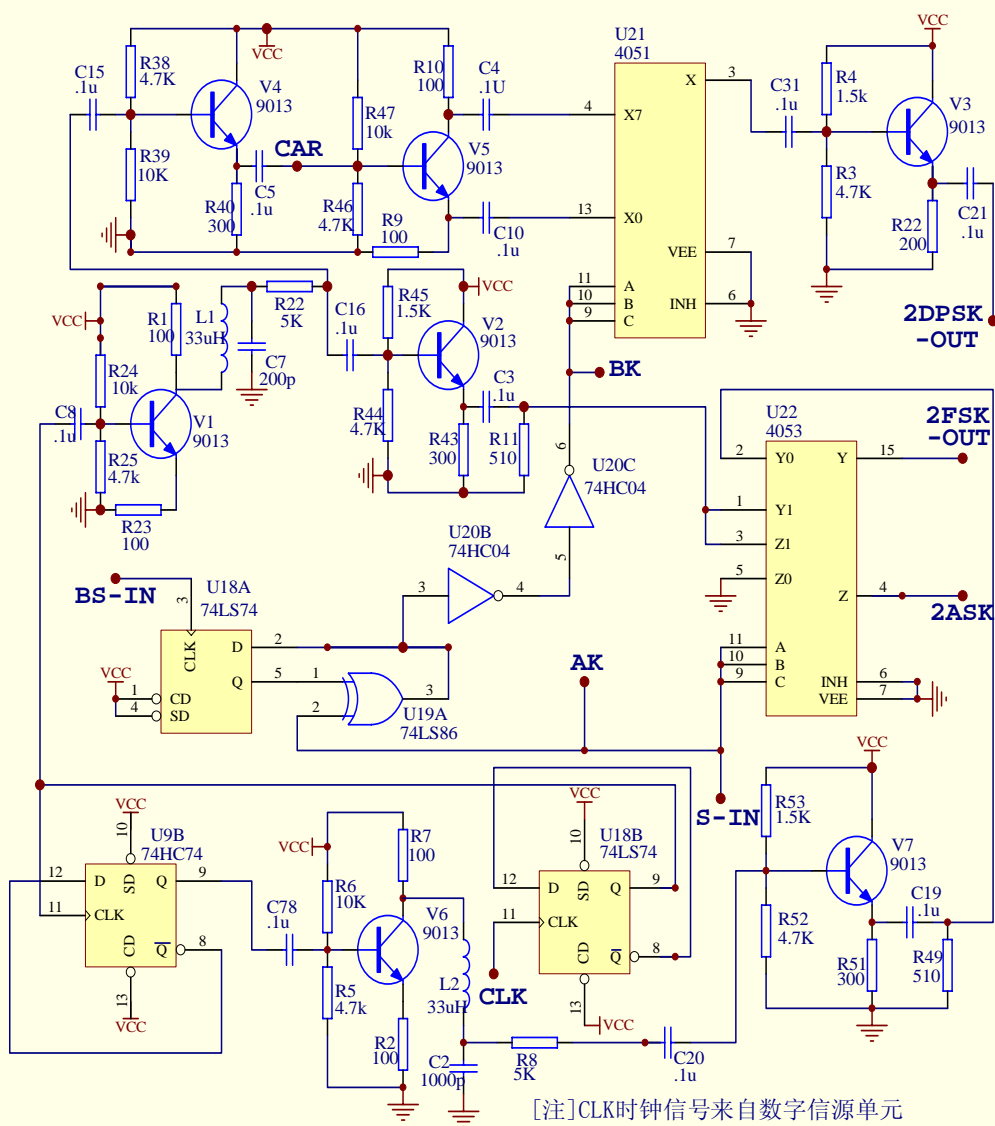 VCC
C15
.1u
R38
4.7K
V4
9013
R39
10K
R40
300
C5
.1u
CAR
R47
10k
R46
4.7K
R9
100
R10
100
C4
.1U
V5
9013
C10
.1u
U21
4051
4
X7
13
X0
11
A
10
B
9
C
X
3
VEE
7
INH
6
C31
.1u
R4
1.5k
R3
4.7K
VCC
V3
9013
R22
200
C21
.1u
2DPSK
-OUT
VCC
R1
100
L1
33uH
R22
5K
C7
200p
R24
10k
C8
.1u
R25
4.7k
V1
9013
R23
100
C16
.1u
R45
1.5K
VCC
V2
9013
R44
4.7K
R43
300
C3
.1u
R11
510
BK
6
U20C
74HC04
5
U20B
74HC04
3
4
U22
4053
2
Y0
1
Y1
3
Z1
5
Z0
11
A
10
B
9
C
Y
15
Z
4
INH
6
VEE
7
2FSK
-OUT
2ASK
BS-IN
3
U18A
74LS74
CLK
D
2
Q
5
VCC
1
CD
4
SD
1
2
3
U19A
74LS86
AK
S-IN
VCC
10
U9B
74HC74
12
D
SD
Q
9
11
CLK
CD
Q
8
13
VCC
C78
.1u
VCC
R6
10K
R5
4.7k
R7
100
V6
9013
R2
100
L2
33uH
C2
1000p
R8
5K
C20
.1u
VCC
10
U18B
74LS74
12
D
SD
Q
9
11
CLK
CD
Q
8
13
VCC
CLK
VCC
R53
1.5K
R52
4.7K
V7
9013
C19
.1u
R51
300
R49
510
[注]CLK时钟信号来自数字信源单元